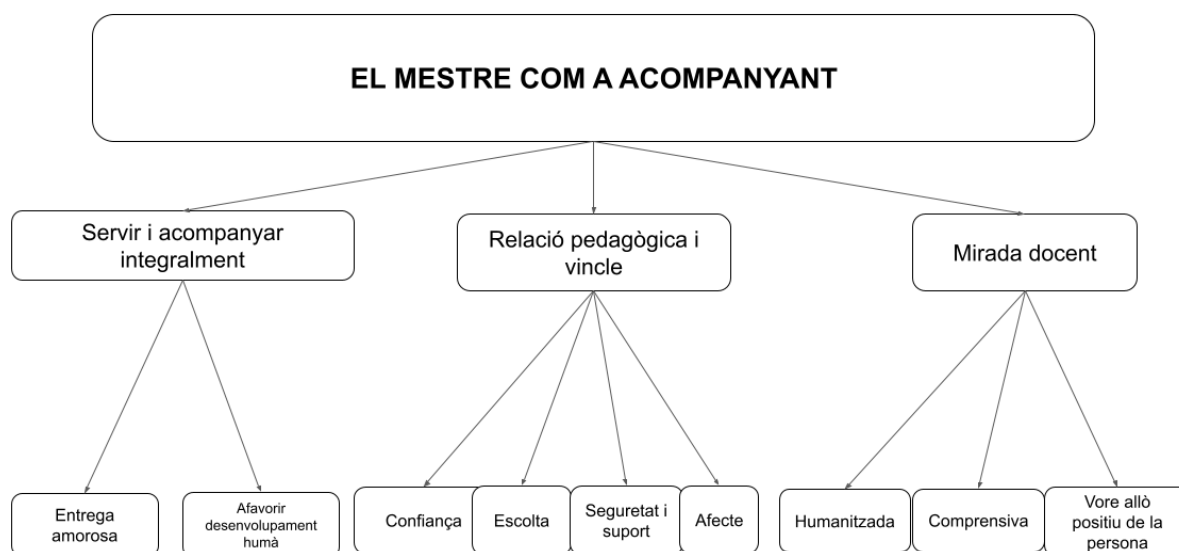 EL MESTRE COM A ACOMPANYANT
Servir i acompanyar
integralment
Relació pedagògica i
vincle
Mirada docent
Entrega
amorosa
Afavorir
desenvolupament
humà
Confiança
Escolta
Seguretat i
suport
Afecte
Humanitzada
Comprensiva
Vore allò
positiu de la
persona